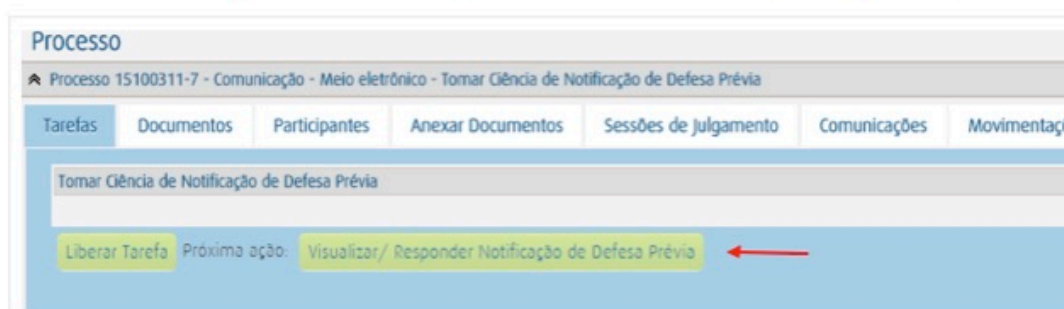 Processo
Processo 15100311-7 - Comunicação - Meio eletrônico - Tomar Ciência de Notificação de Defesa Prévia
Tarefas Documentos Participantes Anexar Documentos Sessões de Julgamento Comunicações Movimentaç
Tomar Ciência de Notificação de Defesa Prévia
Liberar Tarefa Próxima ação: Visualizar/ Responder Notificação de Defesa Prévia